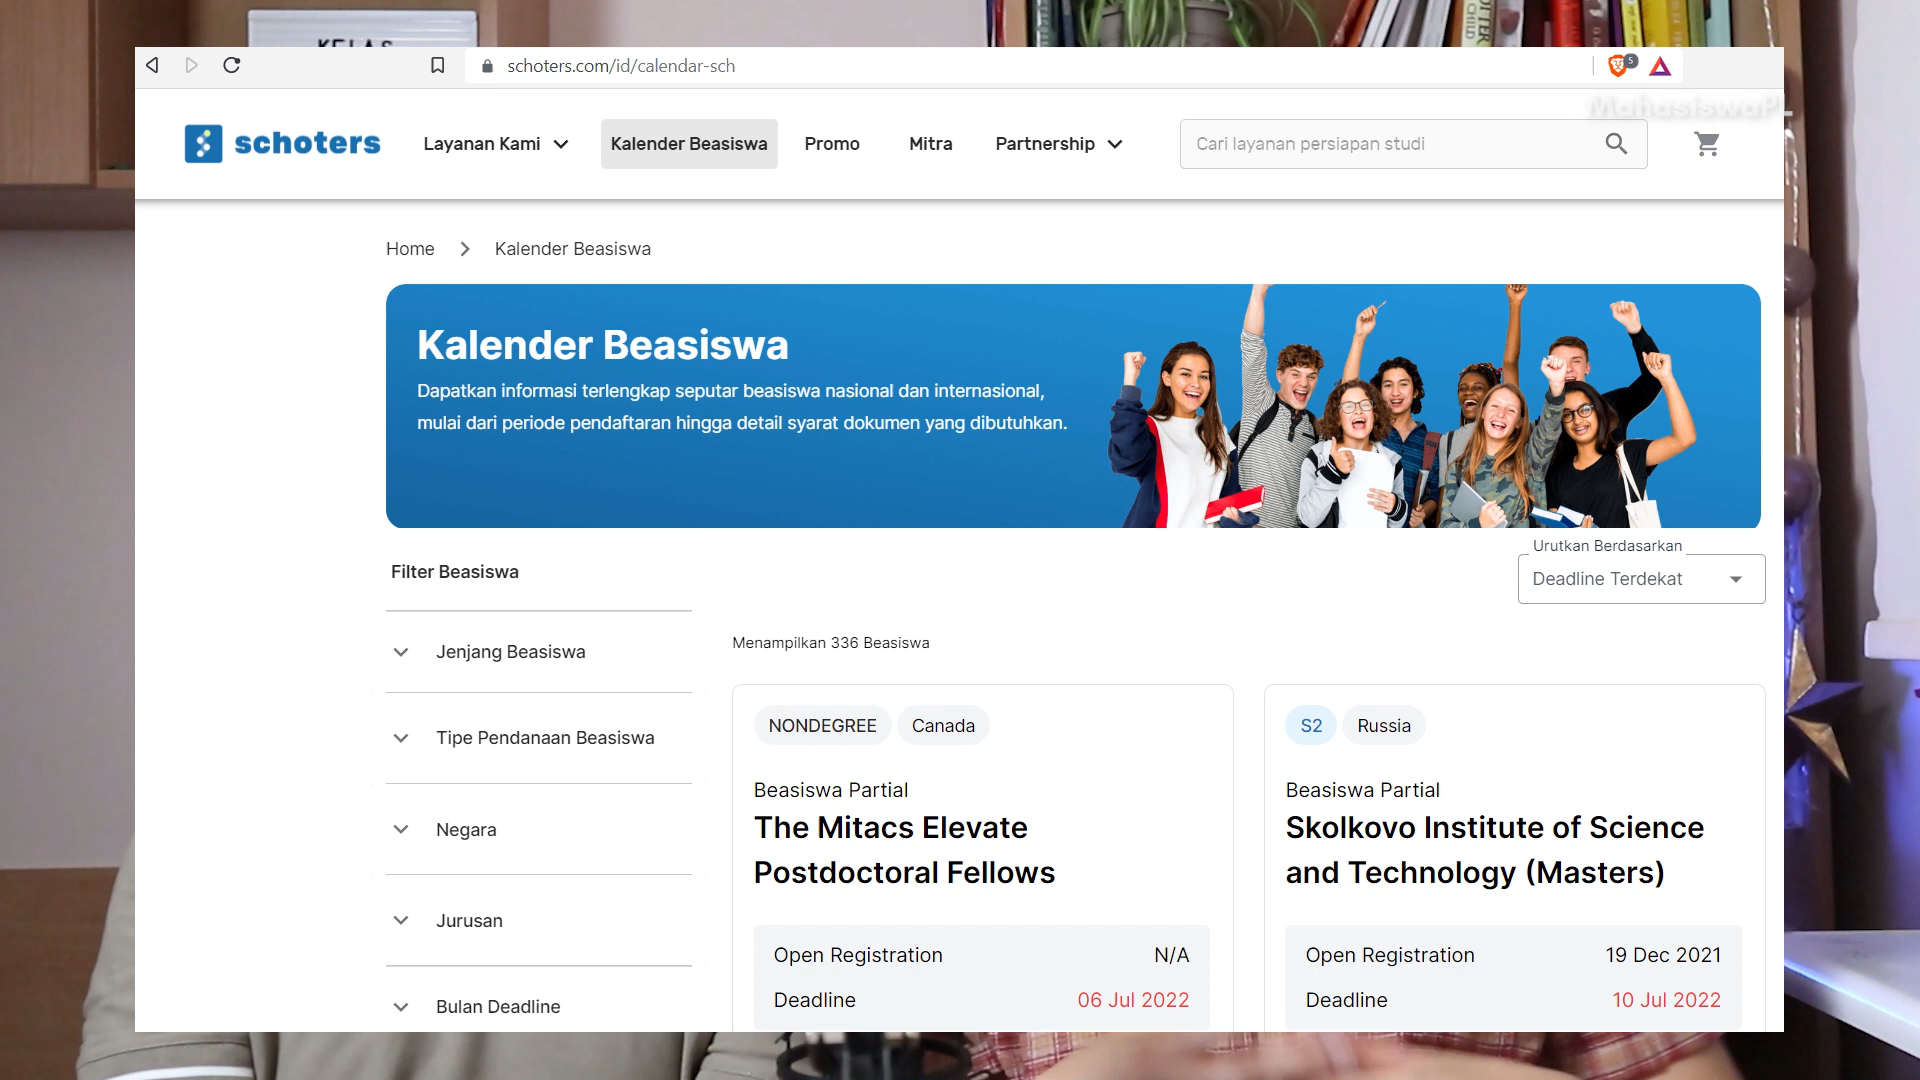 KELAS
schoters.com/id/calendar-sch
5
MahasiswaPL
schoters
Layanan Kami
Kalender Beasiswa
Promo
Mitra
Partnership
Cari layanan persiapan studi
Home
Kalender Beasiswa
Kalender Beasiswa
Dapatkan informasi terlengkap seputar beasiswa nasional dan internasional,
mulai dari periode pendaftaran hingga detail syarat dokumen yang dibutuhkan.
Urutkan Berdasarkan
Deadline Terdekat
Filter Beasiswa
Jenjang Beasiswa
Tipe Pendanaan Beasiswa
Negara
Jurusan
Bulan Deadline
Menampilkan 336 Beasiswa
NONDEGREE
Canada
Beasiswa Partial
The Mitacs Elevate
Postdoctoral Fellows
Open Registration N/A
Deadline 06 Jul 2022
S2
Russia
Beasiswa Partial
Skolkovo Institute of Science
and Technology (Masters)
Open Registration 19 Dec 2021
Deadline 10 Jul 2022